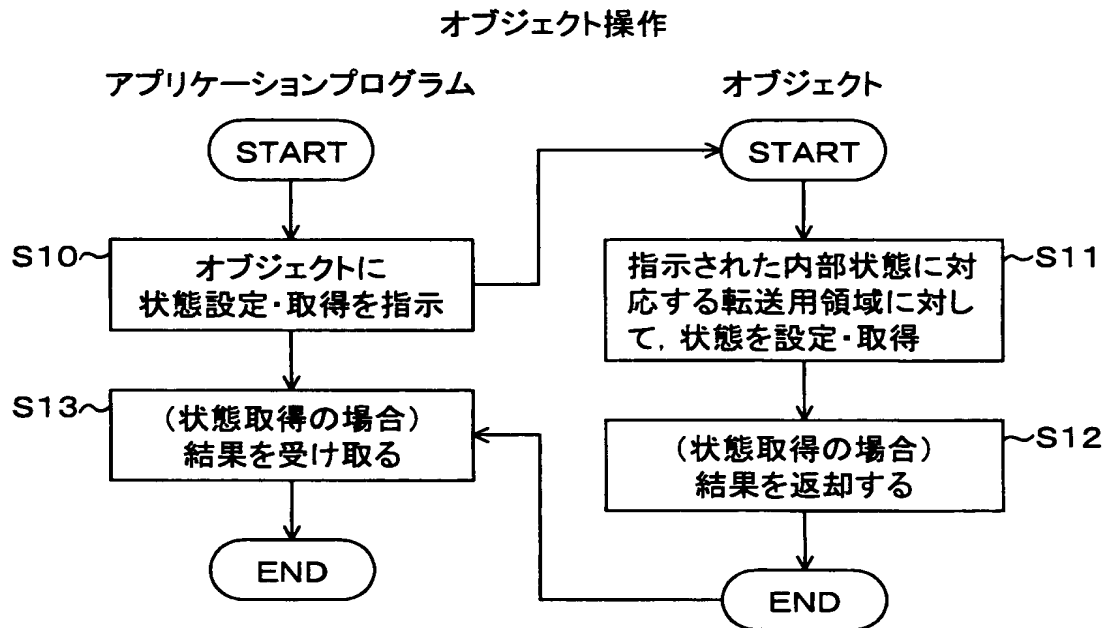 オブジェクト操作
アプリケーションプログラム
START
S10
オブジェクトに
状態設定・取得を指示
S13
(状態取得の場合)
結果を受け取る
END
オブジェクト
START
指示された内部状態に対
応する転送用領域に対し
て,状態を設定・取得
S11
(状態取得の場合)
結果を返却する
S12
END